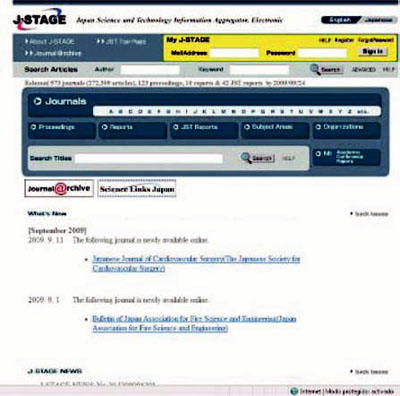 J-STAGE Japan Science and Technology Information Aggregator, Electronic
English Japanese
About J-STAGE JST Top Page
Journal@rchive
My J-STAGE HELP Register ForgotPassword
MailAddress: Password Sign in
Search Articles Author Keyword Search ADVANCED HELP
573 journals (272,599 articles), 123 proceedings, 10 reports & 42 JST reports by 2009/09/24
Journals
A B C D E F G H I J K L M N O P Q R S T U V W X Y Z etc.
Proceedings Reports JST Reports Subject Areas Organizations
Search Titles Search HELP
NII Academic
Conference
Reports
Journal@rchive Science Links Japan
What's New back issues
[September 2009]
2009. 9. 11 The following journal is newly available online.
Japanese Journal of Cardiovascular Surgery(The Japanese Society for
Cardiovascular Surgery)
2009. 9. 1 The following journal is newly available online.
Bulletin of Japan Association for Fire Science and Engineering(Japan
Association for Fire Science and Engineering)
J-STAGE NEWS back issues
J-STAGE NEWS No.
Internet | Modo protegido: activado